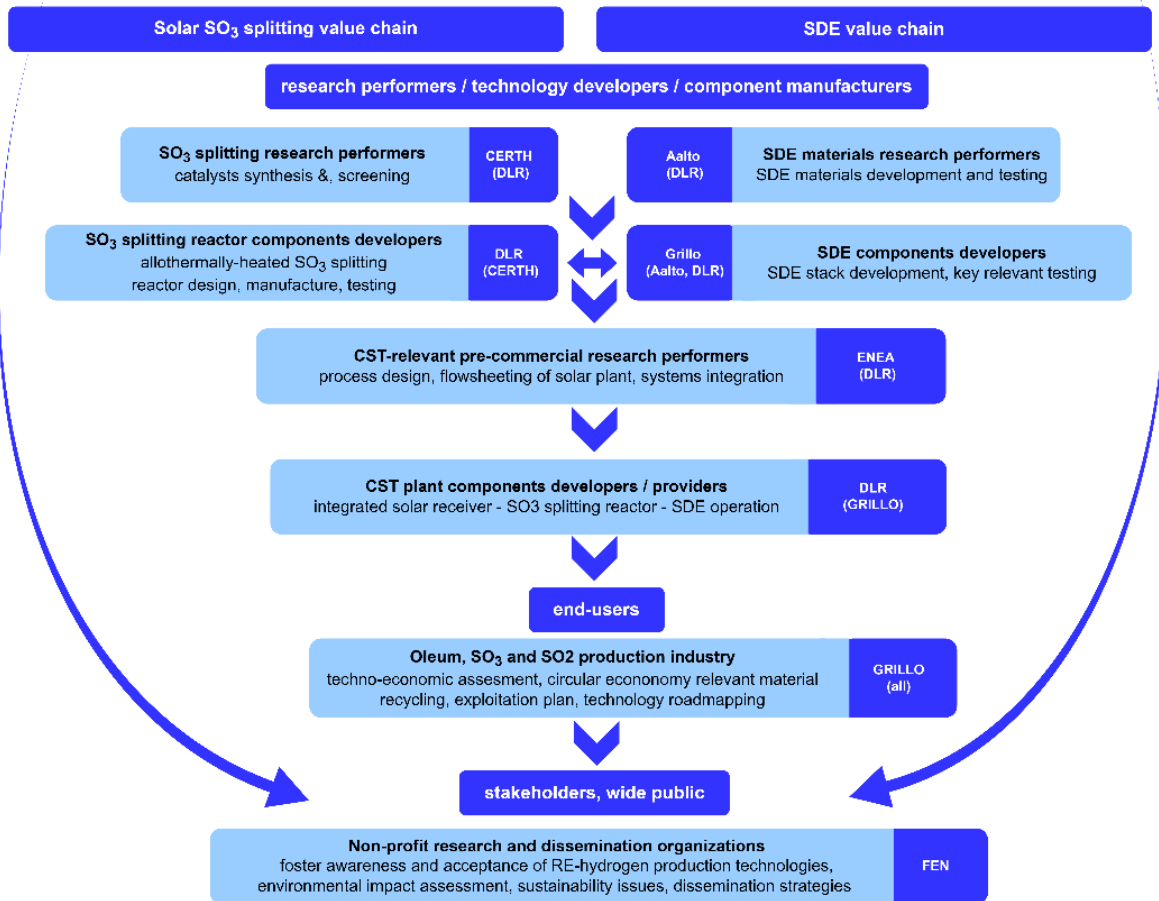 Solar SO₃ splitting value chain
SDE value chain
research performers / technology developers / component manufacturers
SO₃ splitting research performers
catalysts synthesis &, screening
CERTH
(DLR)
Aalto
(DLR)
SDE materials research performers
SDE materials development and testing
SO₃ splitting reactor components developers
allothermally-heated SO₃ splitting
reactor design, manufacture, testing
DLR
(CERTH)
Grillo
(Aalto, DLR)
SDE components developers
SDE stack development, key relevant testing
CST-relevant pre-commercial research performers
process design, flowsheeting of solar plant, systems integration
ENEA
(DLR)
CST plant components developers / providers
integrated solar receiver - SO3 splitting reactor - SDE operation
DLR
(GRILLO)
end-users
Oleum, SO₃ and SO2 production industry
techno-economic assesment, circular econonomy relevant material
recycling, exploitation plan, technology roadmapping
GRILLO
(all)
stakeholders, wide public
Non-profit research and dissemination organizations
foster awareness and acceptance of RE-hydrogen production technologies,
environmental impact assessment, sustainability issues, dissemination strategies
FEN